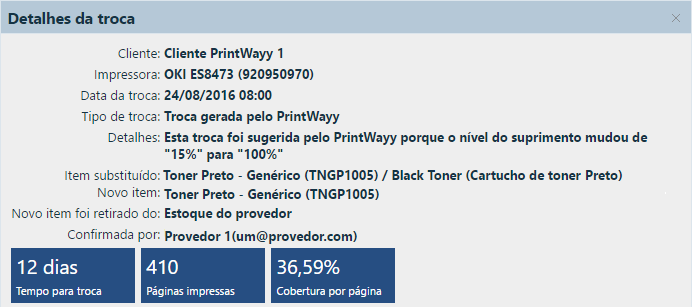 Detalhes da troca
Cliente: Cliente PrintWayy 1
Impressora: OKI ES8473 (920950970)
Data da troca: 24/08/2016 08:00
Tipo de troca: Troca gerada pelo PrintWayy
Detalhes: Esta troca foi sugerida pelo PrintWayy porque o nível do suprimento mudou de
"15%" para "100%"
Item substituído: Toner Preto - Genérico (TNGP1005) / Black Toner (Cartucho de toner Preto)
Novo item: Toner Preto - Genérico (TNGP1005)
Novo item foi retirado do: Estoque do provedor
Confirmada por: Provedor 1(um@provedor.com)
12 dias 410 36,59%
Tempo para troca Páginas impressas Cobertura por página